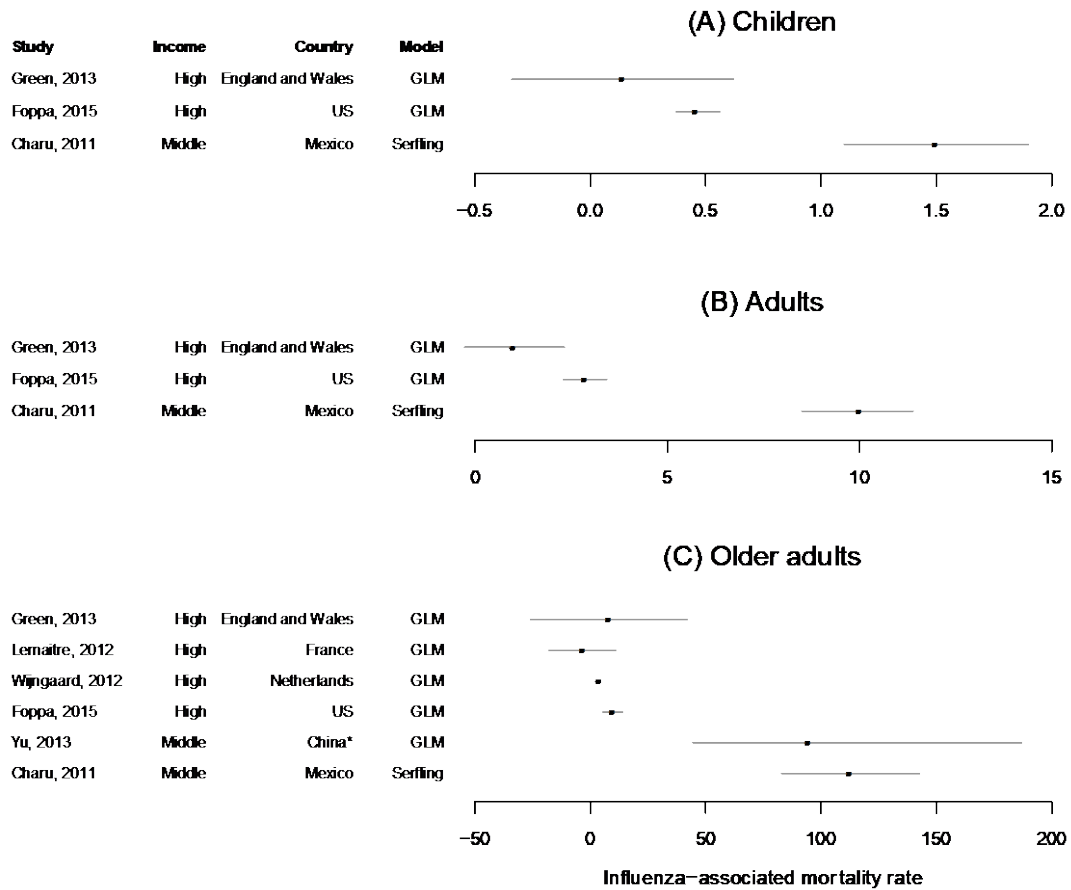 (A) Children
Study Income Country Model
Green, 2013 High England and Wales GLM
Foppa, 2015 High US GLM
Charu, 2011 Middle Mexico Serfling
−0.5 0.0 0.5 1.0 1.5 2.0
(B) Adults
Green, 2013 High England and Wales GLM
Foppa, 2015 High US GLM
Charu, 2011 Middle Mexico Serfling
0 5 10 15
(C) Older adults
Green, 2013 High England and Wales GLM
Lemaitre, 2012 High France GLM
Wijngaard, 2012 High Netherlands GLM
Foppa, 2015 High US GLM
Yu, 2013 Middle China* GLM
Charu, 2011 Middle Mexico Serfling
−50 0 50 100 150 200
Influenza−associated mortality rate